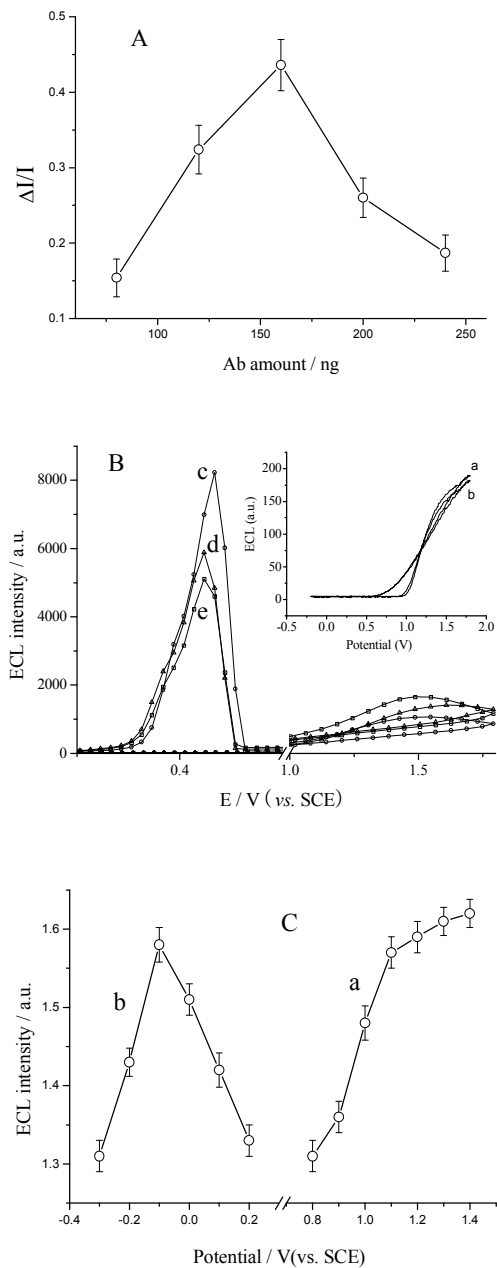 A
0.5
0.4
0.3
0.2
0.1
ΔI/I
100 150 200 250
Ab amount / ng
B
8000
6000
4000
2000
0
ECL intensity / a.u.
c
d
e
0.4 1.0 1.5
E / V ( vs. SCE)
250
200
150
100
50
0
ECL (a.u.)
a
b
-0.5 0.0 0.5 1.0 1.5 2.0
Potential (V)
C
1.6
1.5
1.4
1.3
ECL intensity / a.u.
b
a
-0.4 -0.2 0.0 0.2 0.8 1.0 1.2 1.4
Potential / V(vs. SCE)